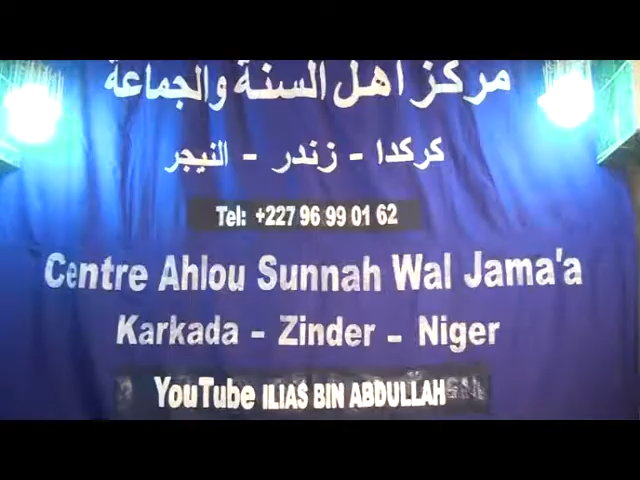 مركز اهل السنة والجماعة
كركدا - زندر - النيجر
Tel: +227 96 99 01 62
Centre Ahlou Sunnah Wal Jama'a
Karkada - Zinder - Niger
YouTube ILIAS BIN ABDULLAH